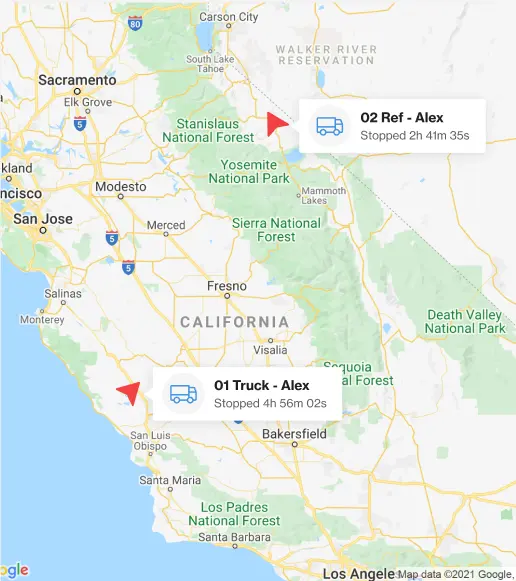 80
Carson City
South Lake
Tahoe
WALKER RIVER
RESERVATION
Sacramento
Elk Grove
5
Stanislaus
National Forest
02 Ref - Alex
Stopped 2h 41m 35s
kland
ncisco
Yosemite
National Park
Modesto
Mammoth
Lakes
San Jose
Merced
Sierra National
Forest
5
5
Salinas
Fresno
Monterey
CALIFORNIA
Death Valley
National Park
Visalia
Sequoia
National Forest
01 Truck - Alex
Stopped 4h 56m 02s
San Luis
Obispo
Bakersfield
Santa Maria
Los Padres
National Forest
Santa Barbara
ogle
Los Angele
Map data ©2021 Google,